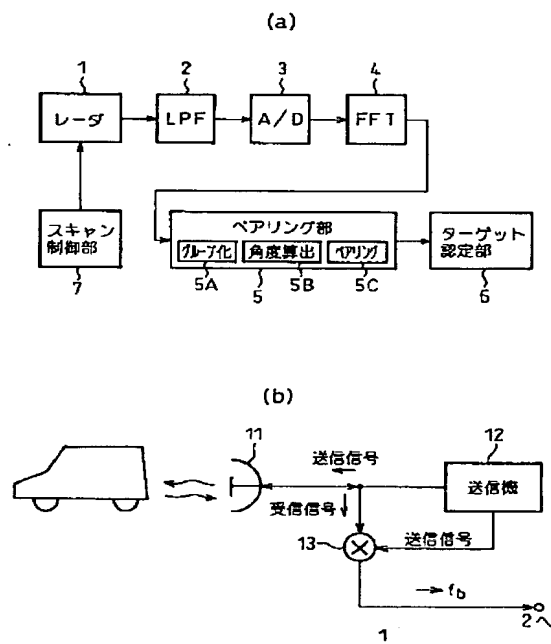 (a)
1
2
3
4
レーダ
LPF
A/D
FFT
スキャン
制御部
7
ペアリング部
グループ化
角度算出
ペアリング
5A
5
5B
5C
ターゲット
認定部
6
(b)
11
12
送信信号
送信機
受信信号
13
送信信号
fb
2へ
1